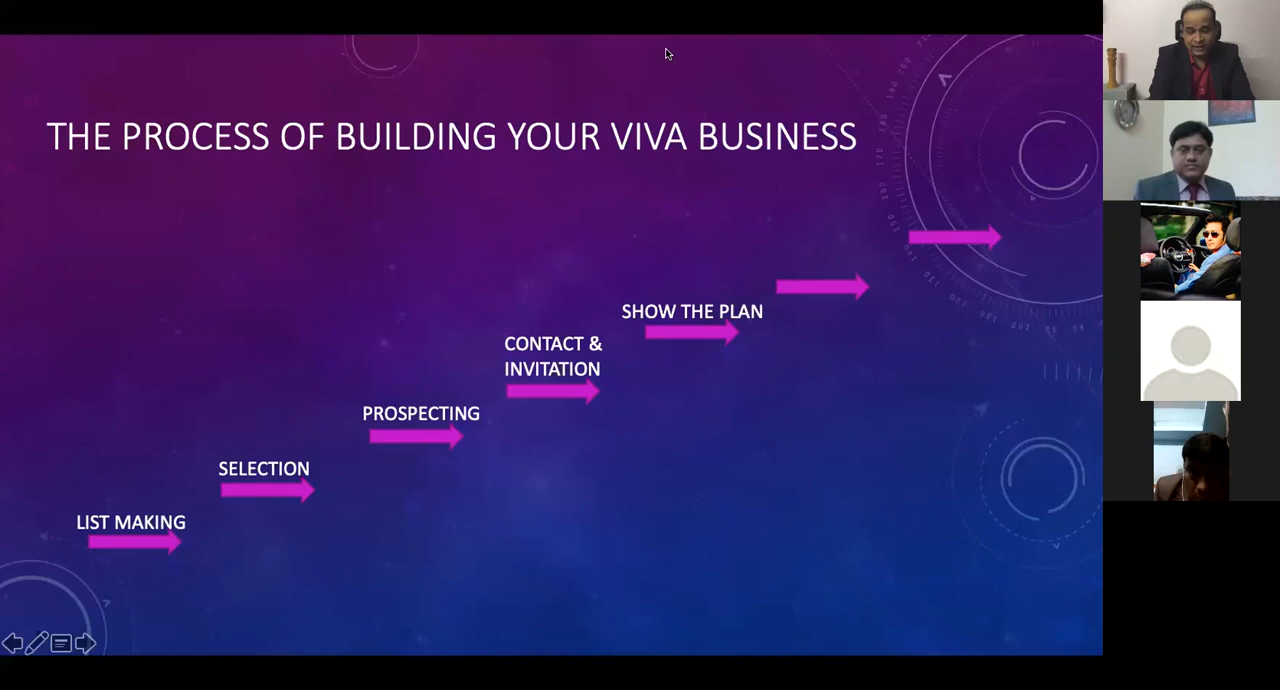 THE PROCESS OF BUILDING YOUR VIVA BUSINESS
SHOW THE PLAN
CONTACT &
INVITATION
PROSPECTING
SELECTION
LIST MAKING